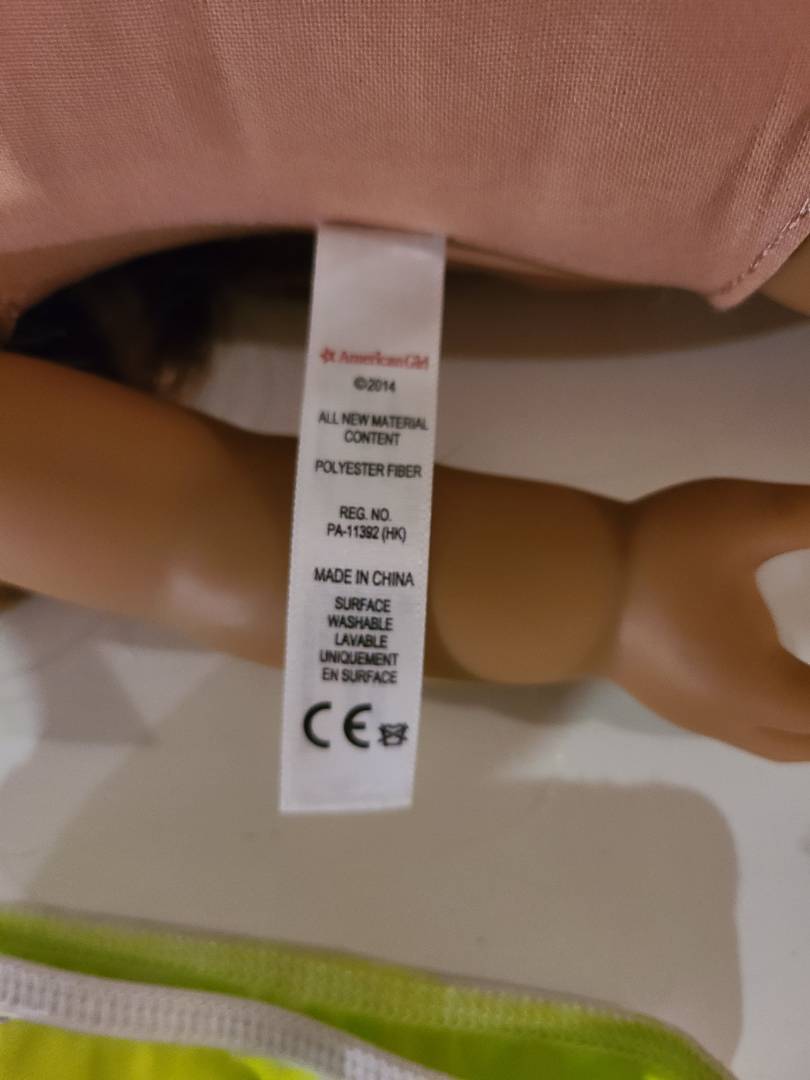 American Girl
©2014
ALL NEW MATERIAL
CONTENT
POLYESTER FIBER
REG. NO.
PA-11392 (HK)
MADE IN CHINA
SURFACE
WASHABLE
LAVABLE
UNIQUEMENT
EN SURFACE
CE